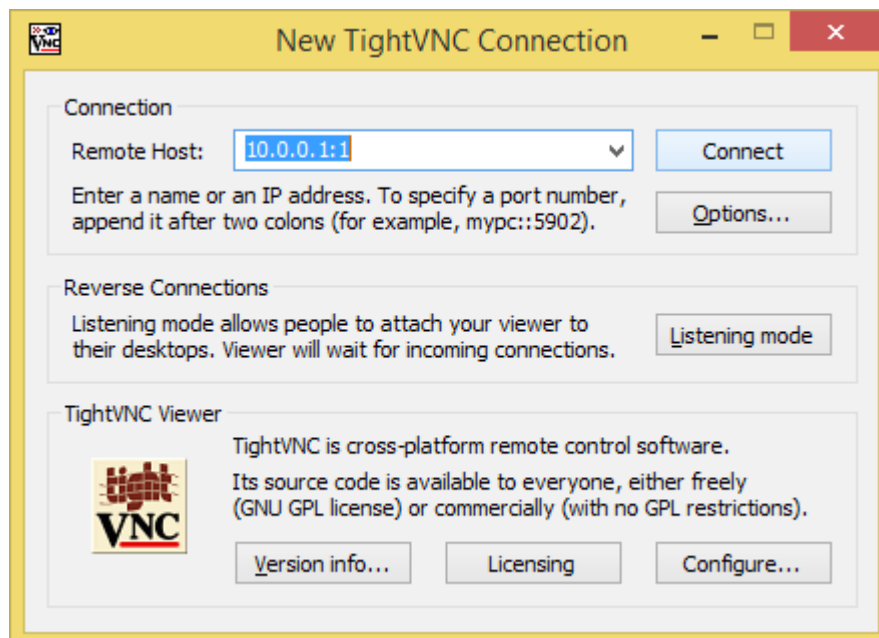 New TightVNC Connection
Connection
Remote Host:
10.0.0.1:1
Connect
Enter a name or an IP address. To specify a port number,
append it after two colons (for example, mypc::5902).
Options...
Reverse Connections
Listening mode allows people to attach your viewer to
their desktops. Viewer will wait for incoming connections.
Listening mode
TightVNC Viewer
tight
VNC
TightVNC is cross-platform remote control software.
Its source code is available to everyone, either freely
(GNU GPL license) or commercially (with no GPL restrictions).
Version info...
Licensing
Configure...